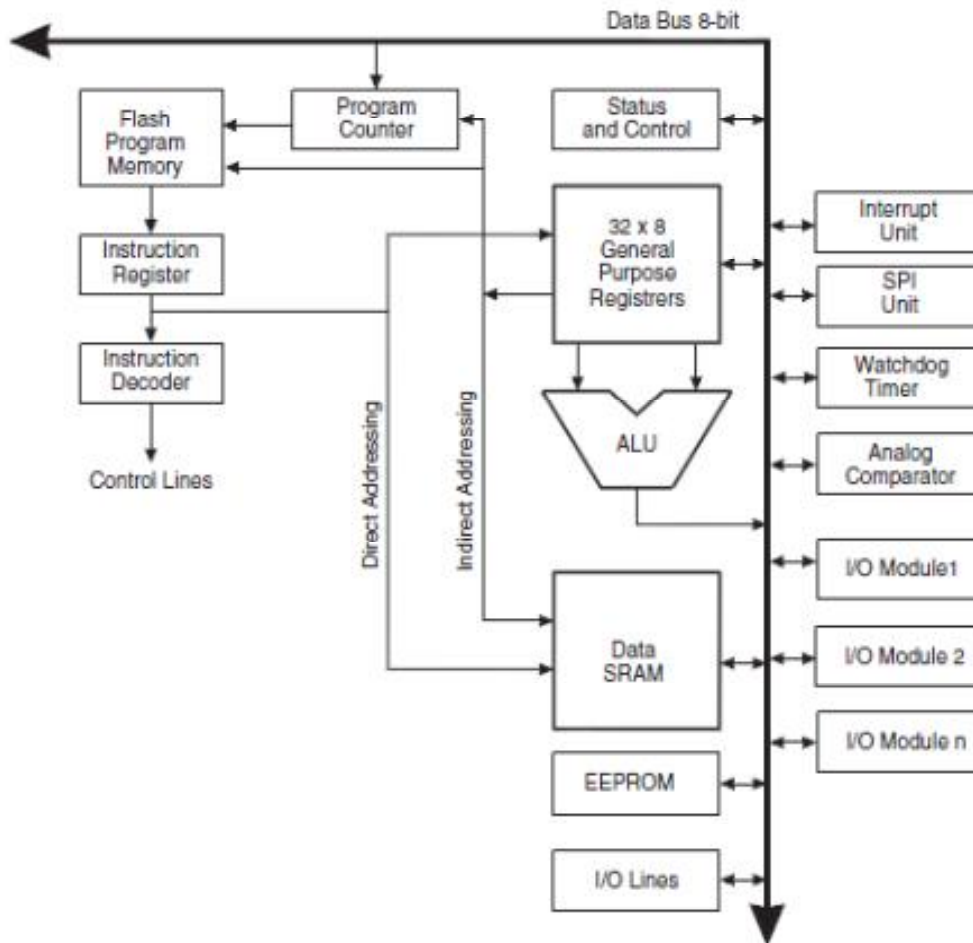 Data Bus 8-bit
Flash
Program
Memory
Program
Counter
Status
and Control
Instruction
Register
32 x 8
General
Purpose
Registrers
Interrupt
Unit
SPI
Unit
Instruction
Decoder
Watchdog
Timer
ALU
Analog
Comparator
Control Lines
Direct Addressing
Indirect Addressing
I/O Module1
Data
SRAM
I/O Module 2
I/O Module n
EEPROM
I/O Lines